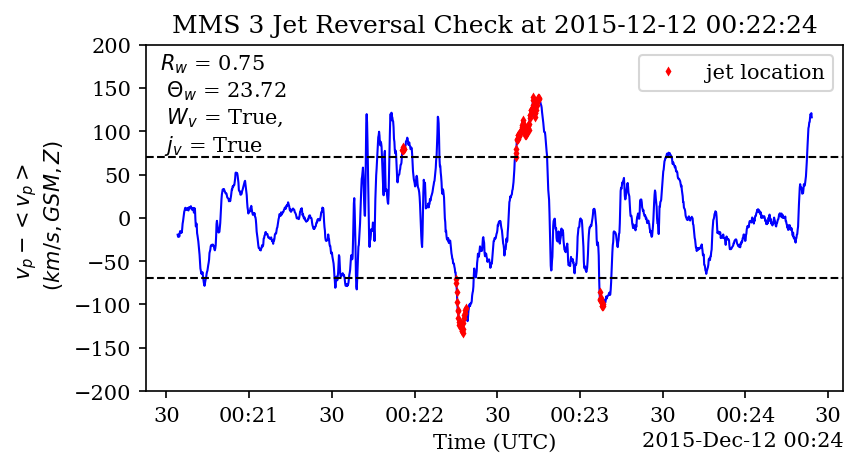 MMS 3 Jet Reversal Check at 2015-12-12 00:22:24
R_w = 0.75
Θ_w = 23.72
W_v = True,
j_v = True
jet location
v_p − < v_p >
(km/s, GSM, Z)
200
150
100
50
0
−50
−100
−150
−200
30 00:21 30 00:22 30 00:23 30 00:24 30
Time (UTC)
2015-Dec-12 00:24